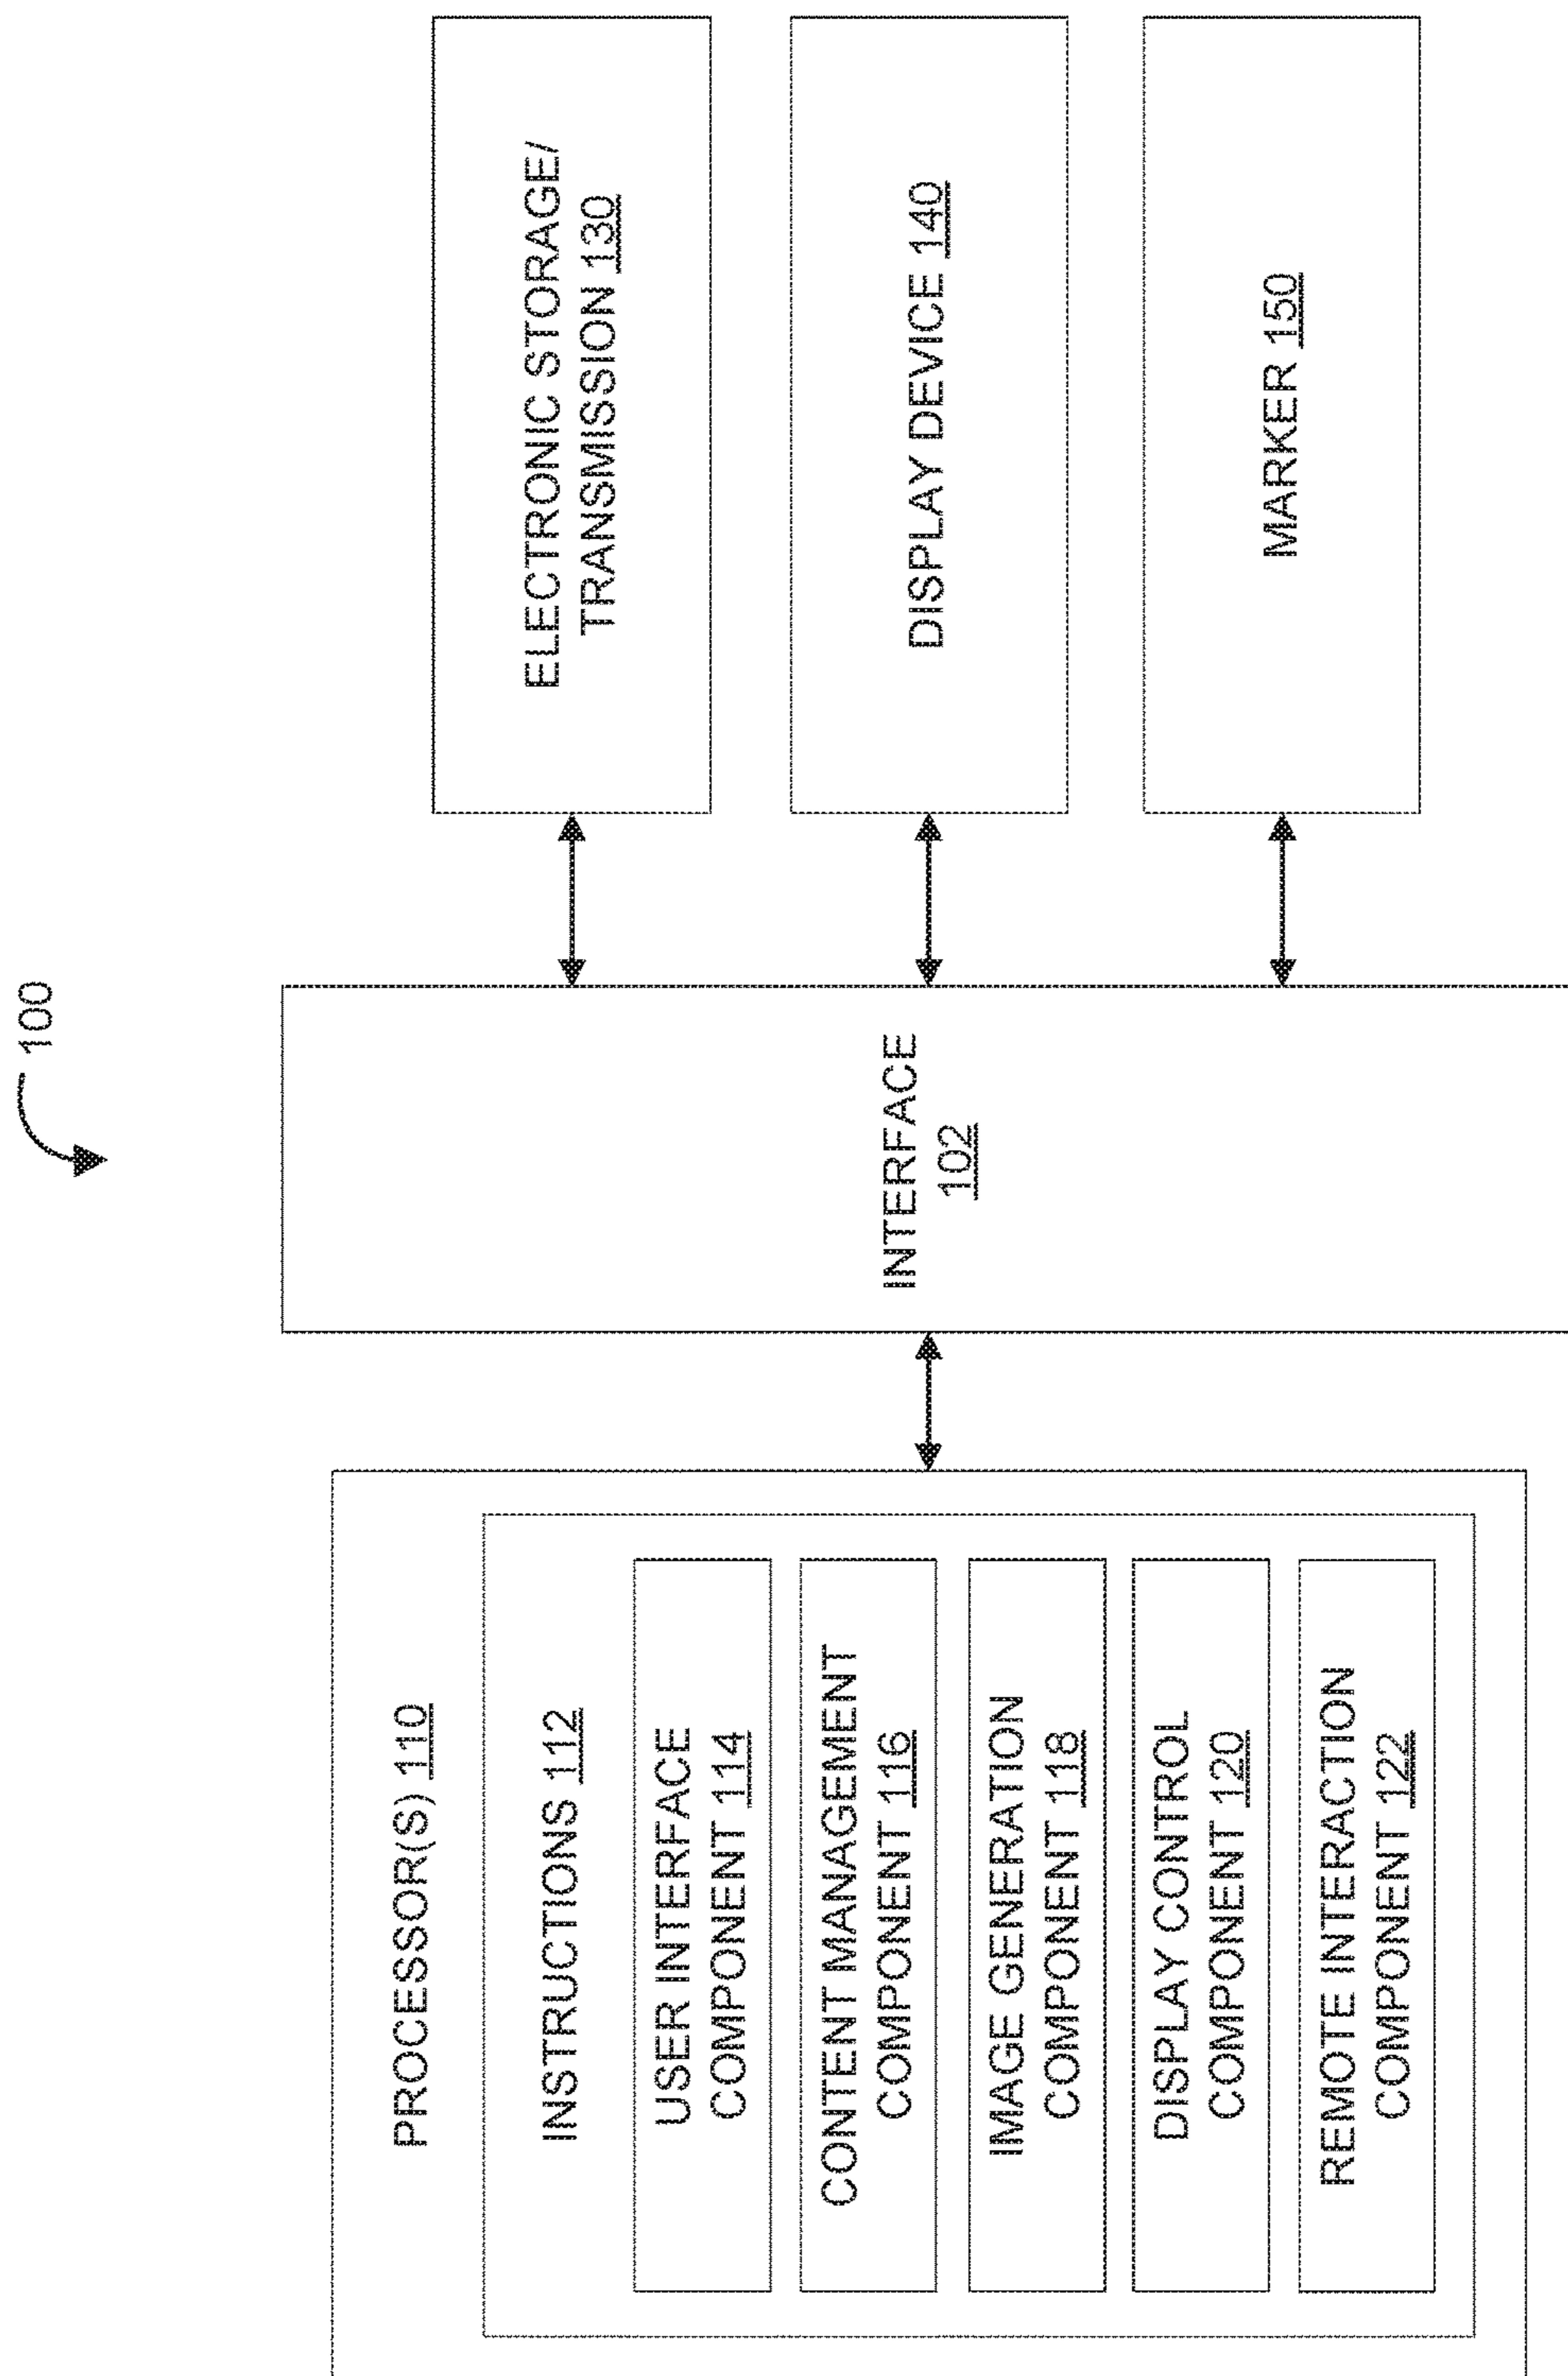 100
PROCESSOR(S) 110
INSTRUCTIONS 112
USER INTERFACE
COMPONENT 114
CONTENT MANAGEMENT
COMPONENT 116
IMAGE GENERATION
COMPONENT 118
DISPLAY CONTROL
COMPONENT 120
REMOTE INTERACTION
COMPONENT 122
INTERFACE
102
ELECTRONIC STORAGE/
TRANSMISSION 130
DISPLAY DEVICE 140
MARKER 150